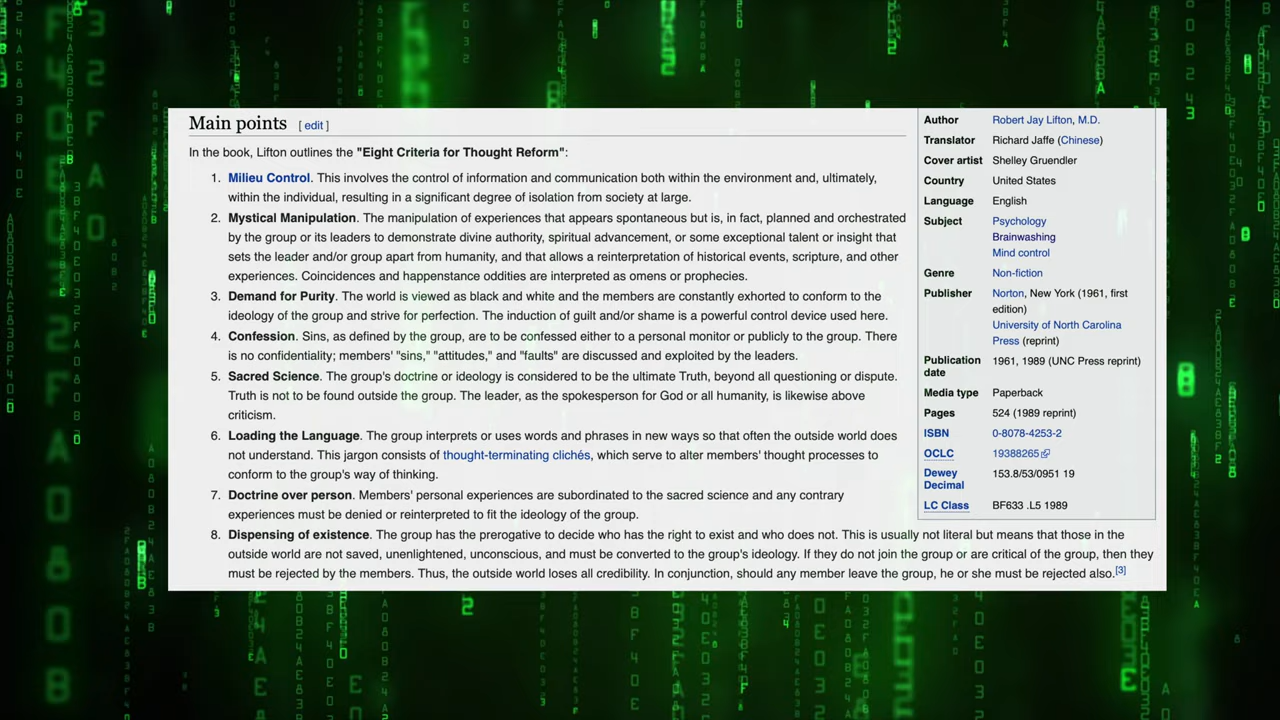 Main points [ edit ]
In the book, Lifton outlines the "Eight Criteria for Thought Reform":
1. Milieu Control. This involves the control of information and communication both within the environment and, ultimately,
within the individual, resulting in a significant degree of isolation from society at large.
2. Mystical Manipulation. The manipulation of experiences that appears spontaneous but is, in fact, planned and orchestrated
by the group or its leaders to demonstrate divine authority, spiritual advancement, or some exceptional talent or insight that
sets the leader and/or group apart from humanity, and that allows a reinterpretation of historical events, scripture, and other
experiences. Coincidences and happenstance oddities are interpreted as omens or prophecies.
3. Demand for Purity. The world is viewed as black and white and the members are constantly exhorted to conform to the
ideology of the group and strive for perfection. The induction of guilt and/or shame is a powerful control device used here.
4. Confession. Sins, as defined by the group, are to be confessed either to a personal monitor or publicly to the group. There
is no confidentiality; members' "sins," "attitudes," and "faults" are discussed and exploited by the leaders.
5. Sacred Science. The group's doctrine or ideology is considered to be the ultimate Truth, beyond all questioning or dispute.
Truth is not to be found outside the group. The leader, as the spokesperson for God or all humanity, is likewise above
criticism.
6. Loading the Language. The group interprets or uses words and phrases in new ways so that often the outside world does
not understand. This jargon consists of thought-terminating clichés, which serve to alter members' thought processes to
conform to the group's way of thinking.
7. Doctrine over person. Members' personal experiences are subordinated to the sacred science and any contrary
experiences must be denied or reinterpreted to fit the ideology of the group.
8. Dispensing of existence. The group has the prerogative to decide who has the right to exist and who does not. This is usually not literal but means that those in the
outside world are not saved, unenlightened, unconscious, and must be converted to the group's ideology. If they do not join the group or are critical of the group, then they
must be rejected by the members. Thus, the outside world loses all credibility. In conjunction, should any member leave the group, he or she must be rejected also.[3]
Author Robert Jay Lifton, M.D.
Translator Richard Jaffe (Chinese)
Cover artist Shelley Gruendler
Country United States
Language English
Subject Psychology
Brainwashing
Mind control
Genre Non-fiction
Publisher Norton, New York (1961, first
edition)
University of North Carolina
Press (reprint)
Publication 1961, 1989 (UNC Press reprint)
date
Media type Paperback
Pages 524 (1989 reprint)
ISBN 0-8078-4253-2
OCLC 19388265
Dewey 153.8/53/0951 19
Decimal
LC Class BF633 .L5 1989